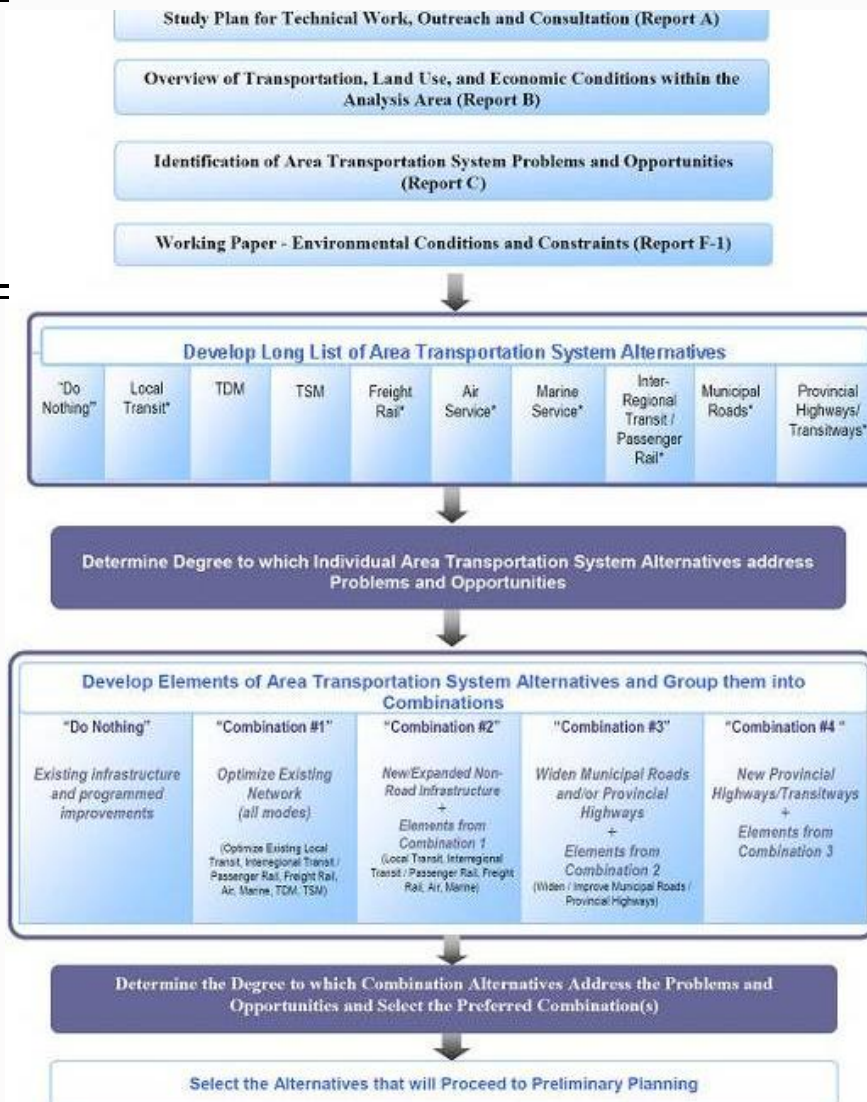 Study Plan for Technical Work, Outreach and Consultation (Report A)
Overview of Transportation, Land Use, and Economic Conditions within the
Analysis Area (Report B)
Identification of Area Transportation System Problems and Opportunities
(Report C)
Working Paper - Environmental Conditions and Constraints (Report F-1)
Develop Long List of Area Transportation System Alternatives
"Do
Nothing"
Local
Transit*
TDM
TSM
Freight
Rail*
Air
Service*
Marine
Service*
Inter-
Regional
Transit /
Passenger
Rail*
Municipal
Roads*
Provincial
Highways/
Transitways*
Determine Degree to which Individual Area Transportation System Alternatives address
Problems and Opportunities
Develop Elements of Area Transportation System Alternatives and Group them into
Combinations
"Do Nothing"
Existing infrastructure
and programmed
improvements
"Combination #1"
Optimize Existing
Network
(all modes)
(Optimize Existing Local
Transit, Interregional Transit /
Passenger Rail, Freight Rail,
Air, Marine, TDM, TSM)
"Combination #2"
New/Expanded Non-
Road Infrastructure
+
Elements from
Combination 1
(Local Transit, Interregional
Transit / Passenger Rail, Freight
Rail, Air, Marine)
"Combination #3"
Widen Municipal Roads
and/or Provincial
Highways
+
Elements from
Combination 2
(Widen / Improve Municipal Roads /
Provincial Highways)
"Combination #4 "
New Provincial
Highways/Transitways
+
Elements from
Combination 3
Determine the Degree to which Combination Alternatives Address the Problems and
Opportunities and Select the Preferred Combination(s)
Select the Alternatives that will Proceed to Preliminary Planning